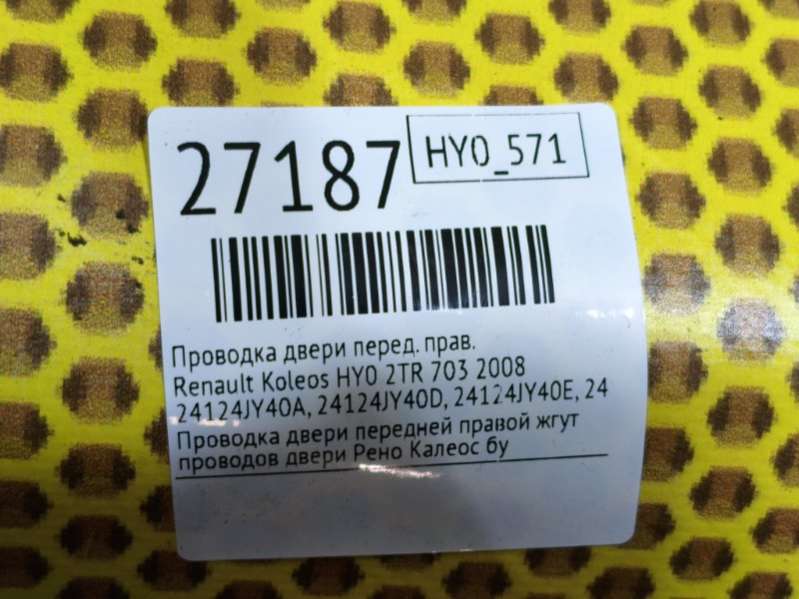 27187
HY0_571
Проводка двери перед. прав.
Renault Koleos HY0 2TR 703 2008
24124JY40A, 24124JY40D, 24124JY40E, 24
Проводка двери передней правой жгут
проводов двери Рено Калеос бу